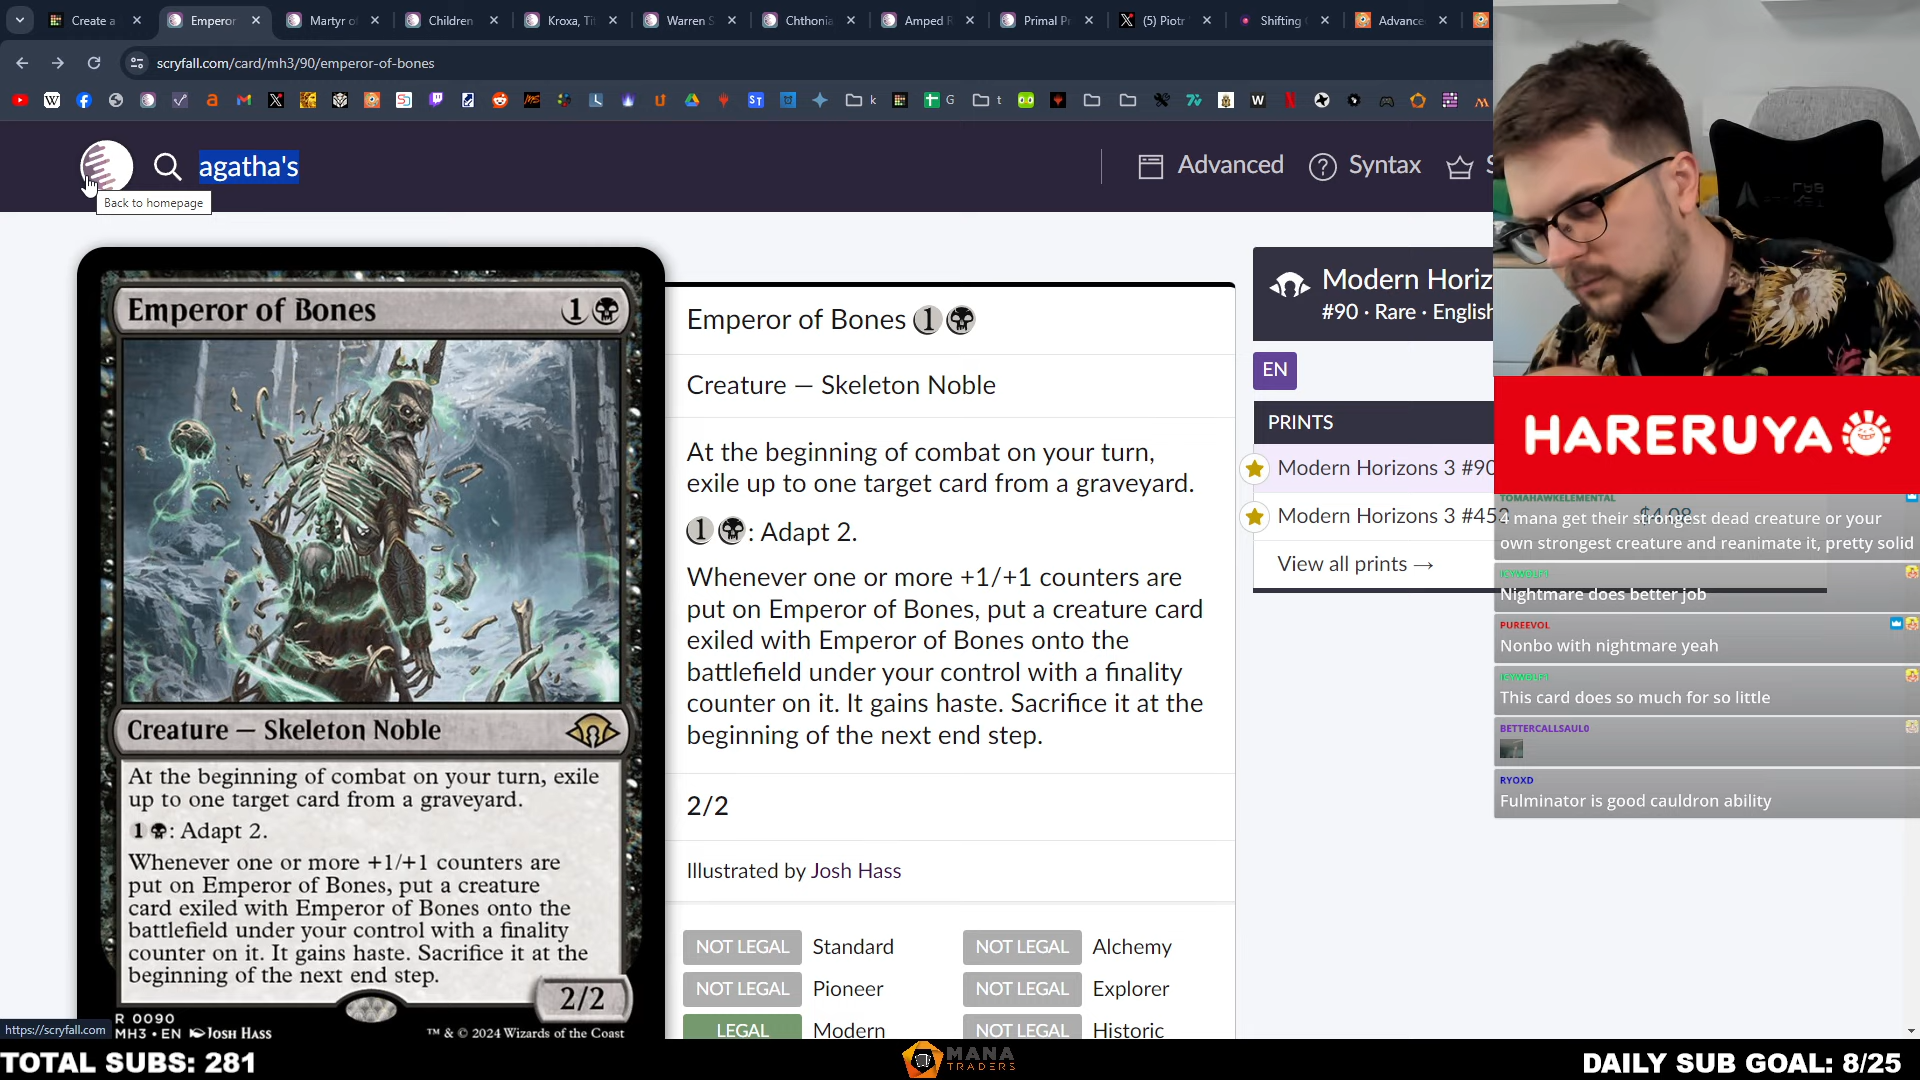 Create a
Emperor
Martyr o
Children
Kroxa, Tit
Warren S
Chthonia
Amped R
Primal P
(5) Piotr
Shifting
Advance
scryfall.com/card/mh3/90/emperor-of-bones
k
G
t
agatha's
Advanced
Syntax
S
Back to homepage
Emperor of Bones 1
Creature — Skeleton Noble
At the beginning of combat on your turn, exile
up to one target card from a graveyard.
1 : Adapt 2.
Whenever one or more +1/+1 counters are
put on Emperor of Bones, put a creature
card exiled with Emperor of Bones onto the
battlefield under your control with a finality
counter on it. It gains haste. Sacrifice it at the
beginning of the next end step.
2/2
R 0090
MH3 • EN JOSH HASS
™ & © 2024 Wizards of the Coast
https://scryfall.com
Emperor of Bones 1
Creature — Skeleton Noble
At the beginning of combat on your turn,
exile up to one target card from a graveyard.
1 : Adapt 2.
Whenever one or more +1/+1 counters are
put on Emperor of Bones, put a creature card
exiled with Emperor of Bones onto the
battlefield under your control with a finality
counter on it. It gains haste. Sacrifice it at the
beginning of the next end step.
2/2
Illustrated by Josh Hass
NOT LEGAL Standard NOT LEGAL Alchemy
NOT LEGAL Pioneer NOT LEGAL Explorer
LEGAL Modern NOT LEGAL Historic
Modern Horiz
#90 · Rare · English
EN
PRINTS
Modern Horizons 3 #90
Modern Horizons 3 #452
$4.08
View all prints →
HARERUYA
TOMAHAWKELEMENTAL
4 mana get their strongest dead creature or your
own strongest creature and reanimate it, pretty solid
Nightmare does better job
PUREEVOL
Nonbo with nightmare yeah
This card does so much for so little
BETTERCALLSAUL0
RYOXD
Fulminator is good cauldron ability
TOTAL SUBS: 281
MANA
TRADERS
DAILY SUB GOAL: 8/25